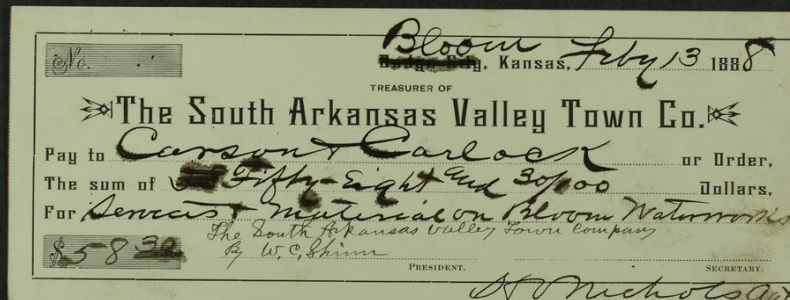 No.
Bloom
Dodge City, Kansas, Feby 13 1888
TREASURER OF
The South Arkansas Valley Town Co.
Pay to Carson & Carlock or Order,
The sum of Fifty-Eight and 30/100 Dollars,
For Services & Material on Bloom Waterworks
The South Arkansas Valley Town Company
$58 30 By W. C. Shinn
PRESIDENT. SECRETARY.
Nichols Agt